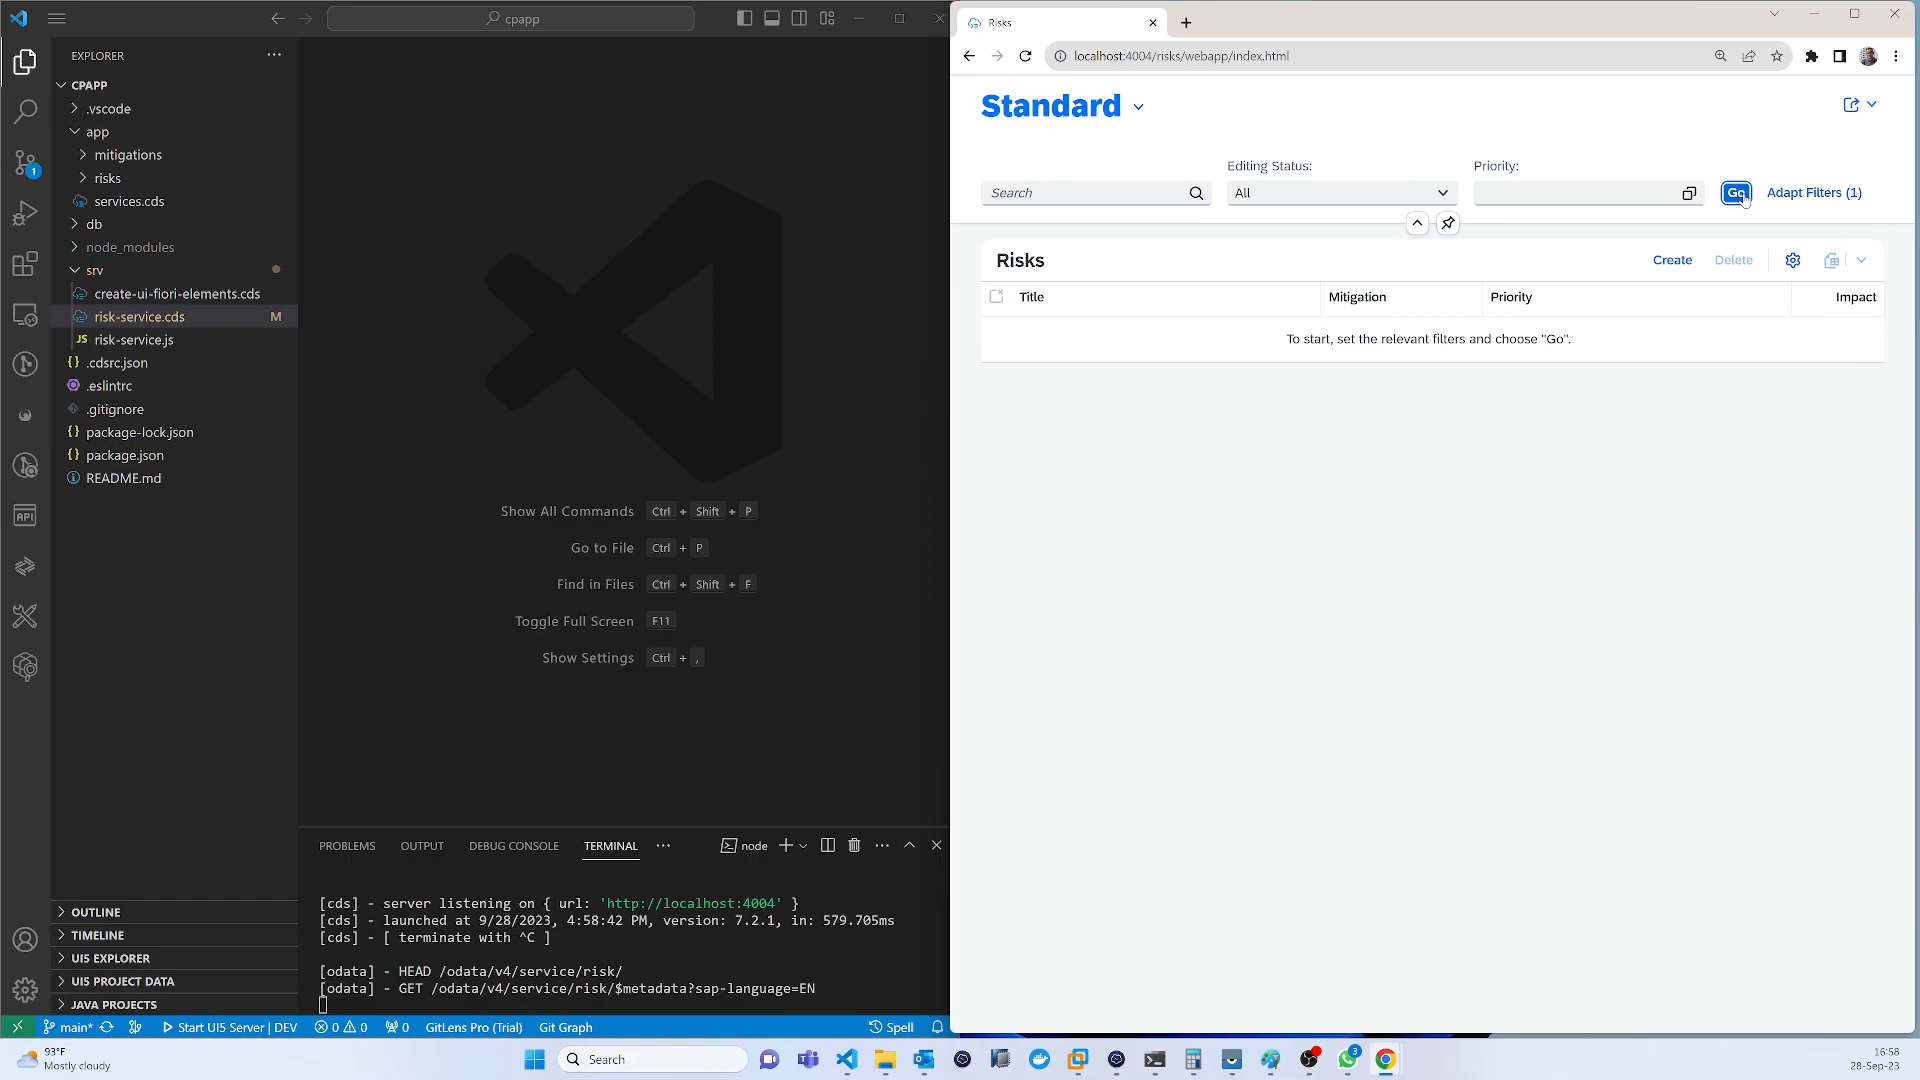 cpapp
EXPLORER
CPAPP
.vscode
app
mitigations
risks
services.cds
db
node_modules
srv
create-ui-fiori-elements.cds
risk-service.cds M
JS risk-service.js
{} .cdsrc.json
.eslintrc
.gitignore
{} package-lock.json
{} package.json
README.md
OUTLINE
TIMELINE
UI5 EXPLORER
UI5 PROJECT DATA
JAVA PROJECTS
1
API
Show All Commands Ctrl + Shift + P
Go to File Ctrl + P
Find in Files Ctrl + Shift + F
Toggle Full Screen F11
Show Settings Ctrl + ,
PROBLEMS OUTPUT DEBUG CONSOLE TERMINAL node
[cds] - server listening on { url: 'http://localhost:4004' }
[cds] - launched at 9/28/2023, 4:58:42 PM, version: 7.2.1, in: 579.705ms
[cds] - [ terminate with ^C ]
[odata] - HEAD /odata/v4/service/risk/
[odata] - GET /odata/v4/service/risk/$metadata?sap-language=EN
main* Start UI5 Server | DEV 0 0 0 GitLens Pro (Trial) Git Graph Spell
Risks
localhost:4004/risks/webapp/index.html
Standard
Editing Status: Priority:
Search All Go Adapt Filters (1)
Risks Create Delete
Title Mitigation Priority Impact
To start, set the relevant filters and choose "Go".
93°F
Mostly cloudy
Search
3
16:58
28-Sep-23